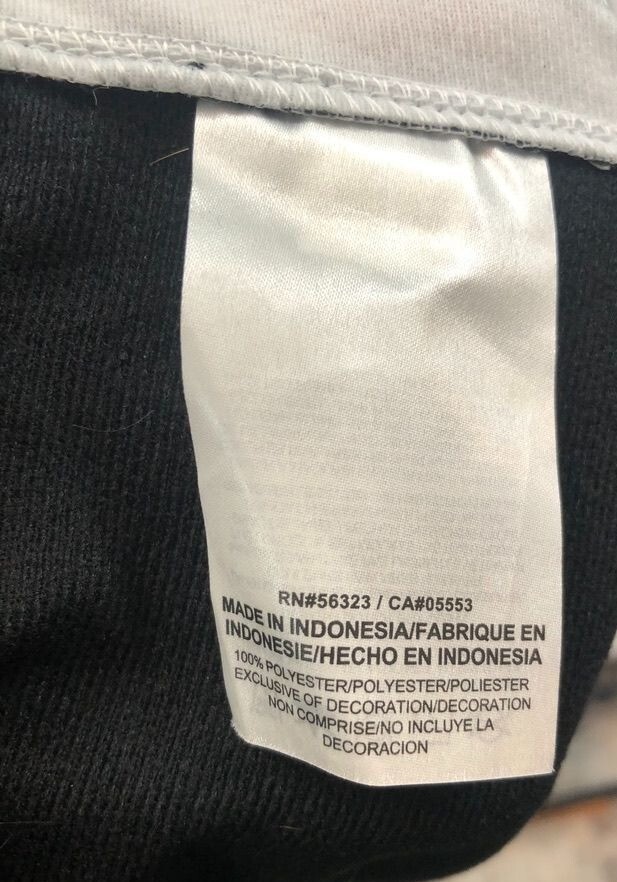 RN#56323 / CA#05553
MADE IN INDONESIA/FABRIQUE EN
INDONESIE/HECHO EN INDONESIA
100% POLYESTER/POLYESTER/POLIESTER
EXCLUSIVE OF DECORATION/DECORATION
NON COMPRISE/NO INCLUYE LA
DECORACION